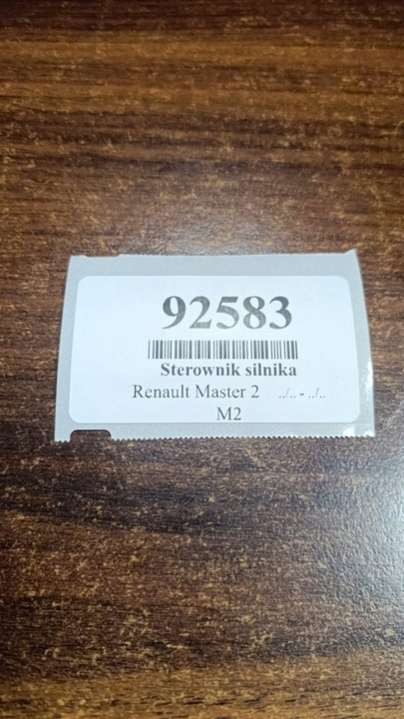 92583
Sterownik silnika
Renault Master 2 ../.. - ../..
M2